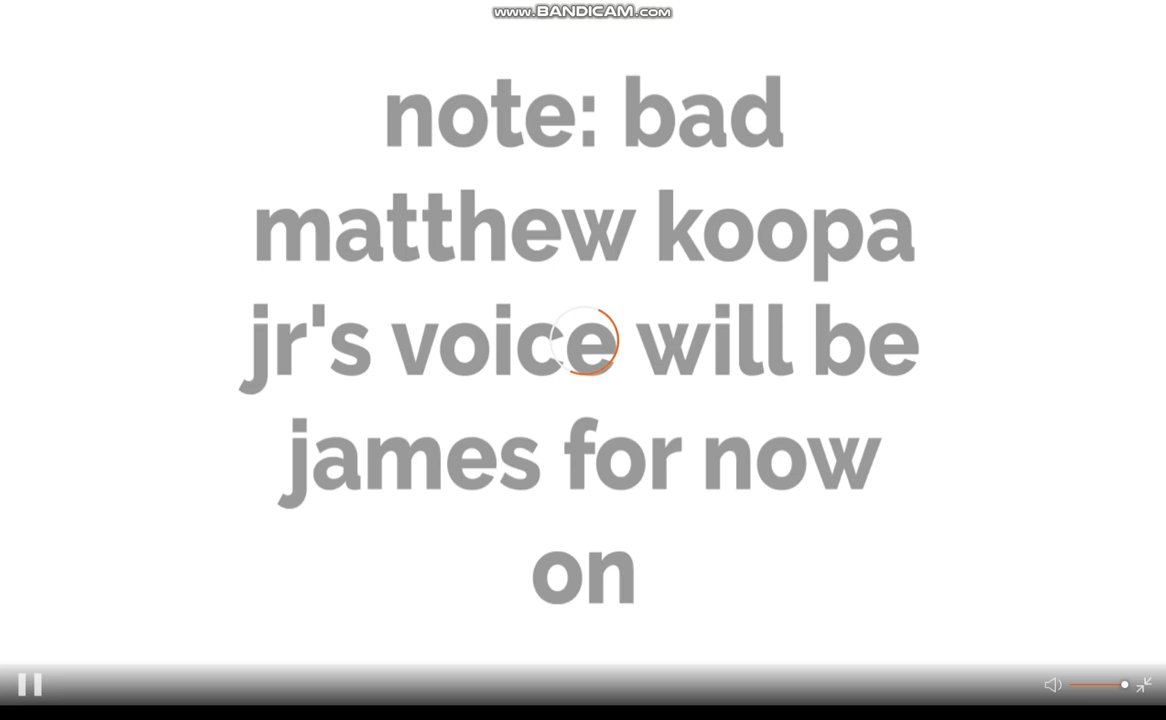 www.BANDICAM.com
note: bad
matthew koopa
jr's voice will be
james for now
on